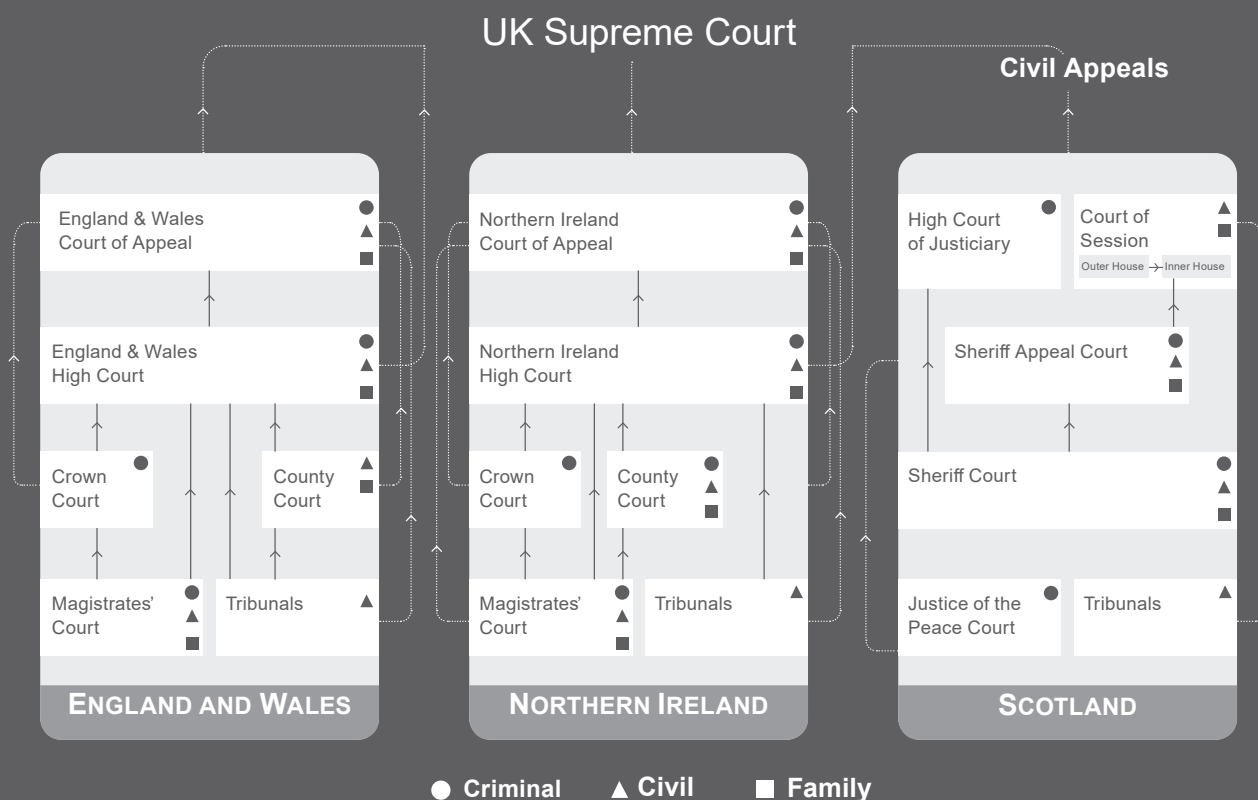 UK Supreme Court
Civil Appeals
England & Wales
Court of Appeal
England & Wales
High Court
Crown
Court
County
Court
Magistrates’
Court
Tribunals
ENGLAND AND WALES
Northern Ireland
Court of Appeal
Northern Ireland
High Court
Crown
Court
County
Court
Magistrates’
Court
Tribunals
NORTHERN IRELAND
High Court
of Justiciary
Court of
Session
Outer House
Inner House
Sheriff Appeal Court
Sheriff Court
Justice of the
Peace Court
Tribunals
SCOTLAND
Criminal
Civil
Family